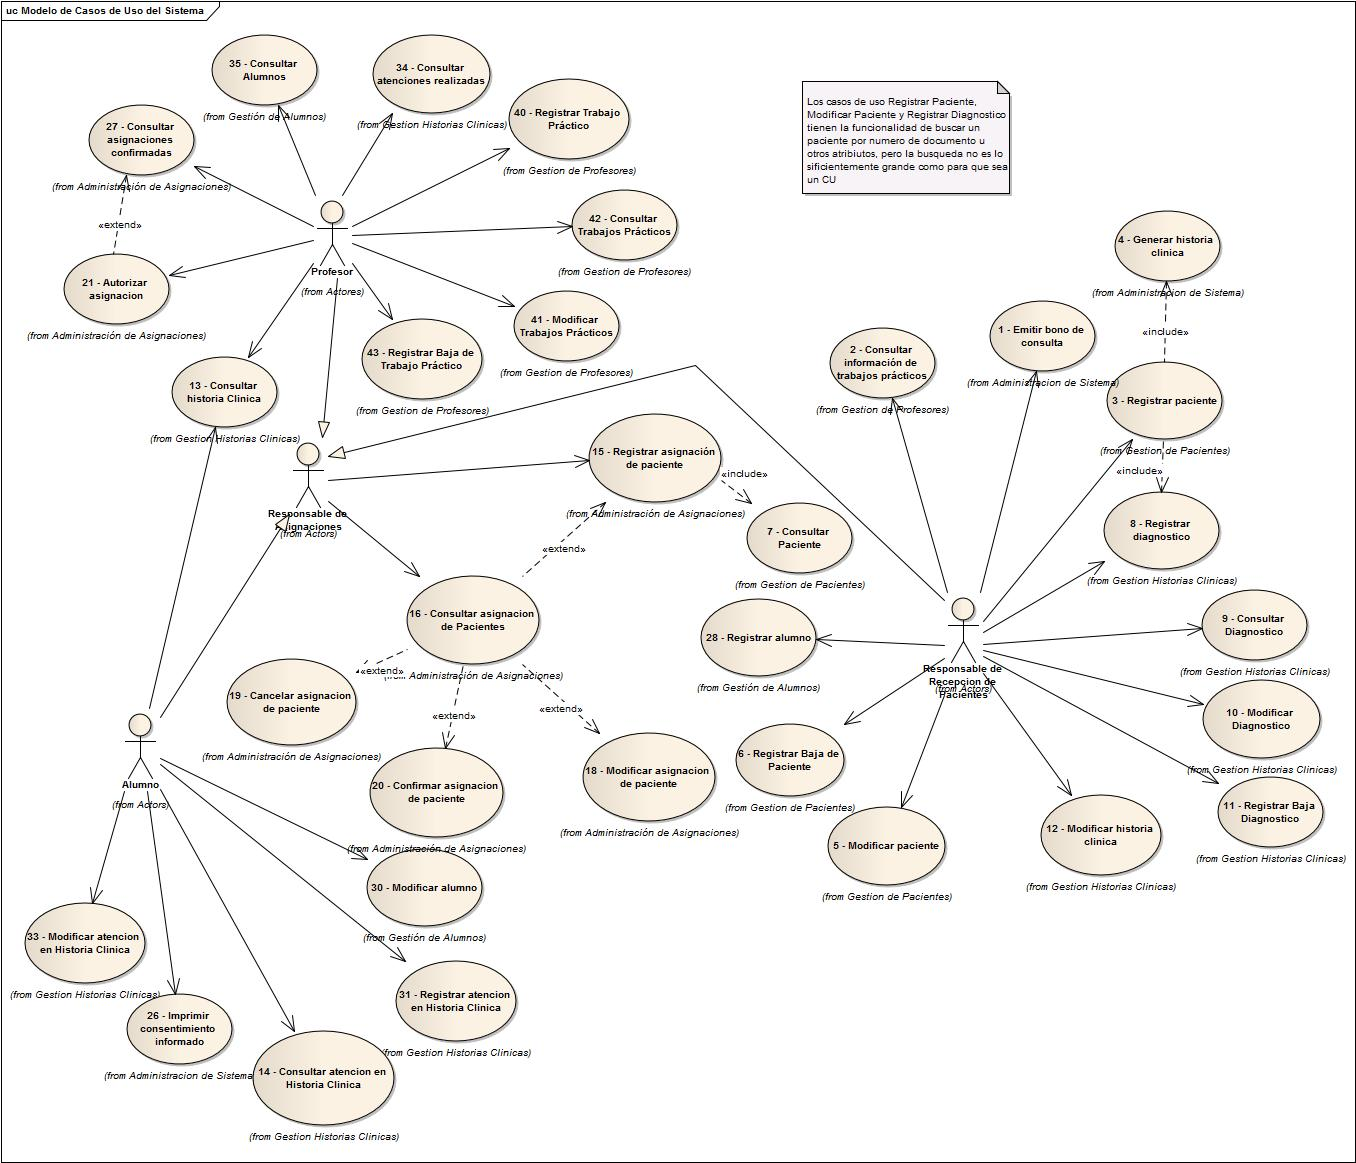 uc Modelo de Casos de Uso del Sistema
35 - Consultar
Alumnos
(from Gestión de Alumnos)
34 - Consultar
atenciones realizadas
(from Gestion Historias Clinicas)
40 - Registrar Trabajo
Práctico
(from Gestion de Profesores)
27 - Consultar
asignaciones
confirmadas
(from Administración de Asignaciones)
«extend»
21 - Autorizar
asignacion
(from Administración de Asignaciones)
Profesor
(from Actores)
42 - Consultar
Trabajos Prácticos
(from Gestion de Profesores)
41 - Modificar
Trabajos Prácticos
(from Gestion de Profesores)
43 - Registrar Baja de
Trabajo Práctico
(from Gestion de Profesores)
13 - Consultar
historia Clinica
(from Gestion Historias Clinicas)
Los casos de uso Registrar Paciente,
Modificar Paciente y Registrar Diagnostico
tienen la funcionalidad de buscar un
paciente por numero de documento u
otros atribiutos, pero la busqueda no es lo
sificientemente grande como para que sea
un CU
4 - Generar historia
clinica
(from Administracion de Sistema)
«include»
1 - Emitir bono de
consulta
(from Administracion de Sistema)
2 - Consultar
información de
trabajos prácticos
(from Gestion de Profesores)
3 - Registrar paciente
(from Gestion de Pacientes)
«include»
8 - Registrar
diagnostico
(from Gestion Historias Clinicas)
Responsable de
Asignaciones
(from Actors)
15 - Registrar asignación
de paciente
(from Administración de Asignaciones)
«include»
7 - Consultar
Paciente
(from Gestion de Pacientes)
«extend»
16 - Consultar asignacion
de Pacientes
(from Administración de Asignaciones)
«extend»
19 - Cancelar asignacion
de paciente
(from Administración de Asignaciones)
«extend»
20 - Confirmar asignacion
de paciente
(from Administración de Asignaciones)
«extend»
18 - Modificar asignacion
de paciente
(from Administración de Asignaciones)
28 - Registrar alumno
(from Gestión de Alumnos)
Responsable de
Recepcion de
Pacientes
(from Actors)
9 - Consultar
Diagnostico
(from Gestion Historias Clinicas)
10 - Modificar
Diagnostico
(from Gestion Historias Clinicas)
11 - Registrar Baja
Diagnostico
(from Gestion Historias Clinicas)
6 - Registrar Baja de
Paciente
(from Gestion de Pacientes)
5 - Modificar paciente
(from Gestion de Pacientes)
12 - Modificar historia
clinica
(from Gestion Historias Clinicas)
Alumno
(from Actors)
30 - Modificar alumno
(from Gestión de Alumnos)
33 - Modificar atencion
en Historia Clinica
(from Gestion Historias Clinicas)
31 - Registrar atencion
en Historia Clinica
(from Gestion Historias Clinicas)
26 - Imprimir
consentimiento
informado
(from Administracion de Sistema
14 - Consultar atencion en
Historia Clinica
(from Gestion Historias Clinicas)